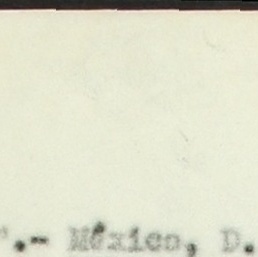 .- México, D.